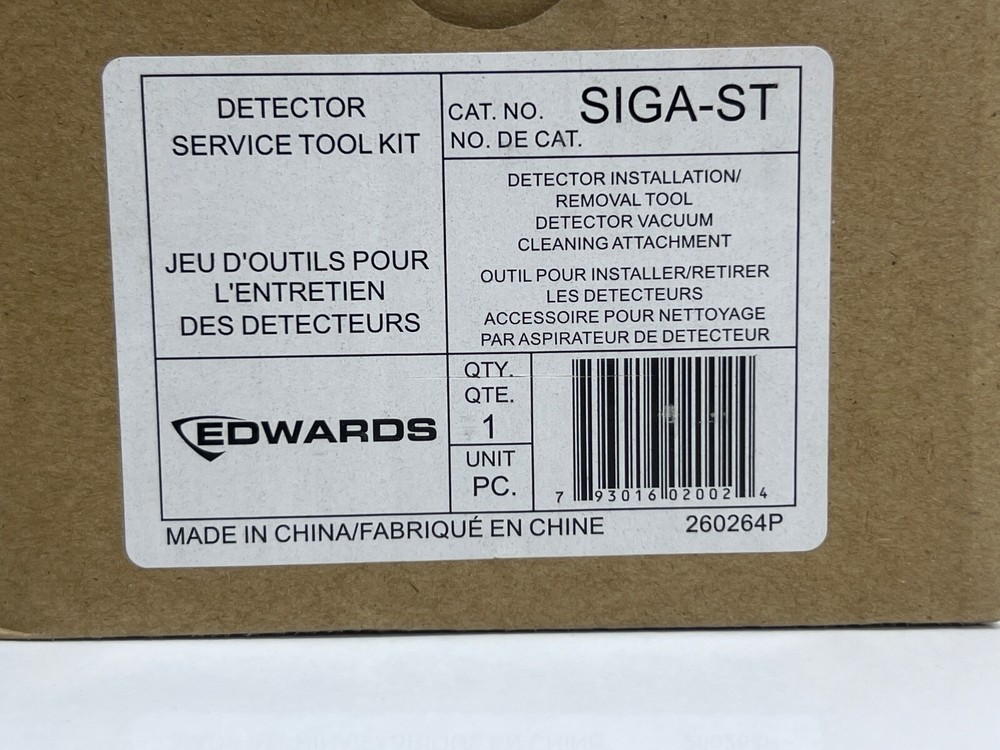 DETECTOR
SERVICE TOOL KIT
JEU D'OUTILS POUR
L'ENTRETIEN
DES DETECTEURS
CAT. NO. SIGA-ST
NO. DE CAT.
DETECTOR INSTALLATION/
REMOVAL TOOL
DETECTOR VACUUM
CLEANING ATTACHMENT
OUTIL POUR INSTALLER/RETIRER
LES DETECTEURS
ACCESSOIRE POUR NETTOYAGE
PAR ASPIRATEUR DE DETECTEUR
EDWARDS
QTY.
QTE.
1
UNIT
PC.
7 93016 02002 4
MADE IN CHINA/FABRIQUÉ EN CHINE 260264P